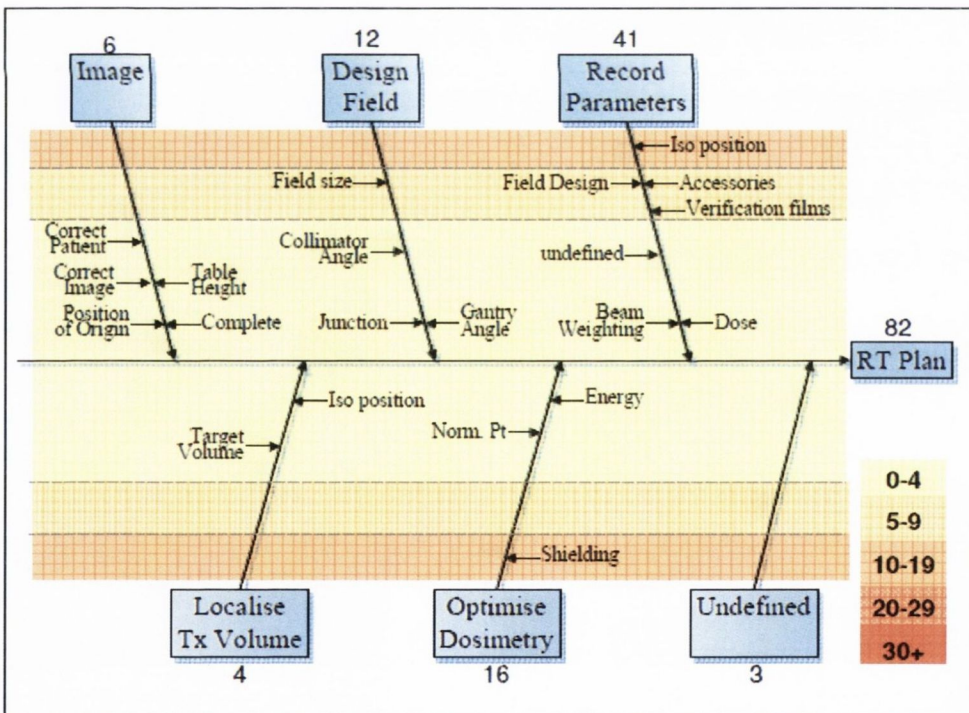 6
12
41
Image
Design
Field
Record
Parameters
Iso position
Field size
Field Design
Accessories
Verification films
Correct
Patient
Collimator
Angle
undefined
Correct
Image
Table
Height
Position
of Origin
Complete
Junction
Gantry
Angle
Beam
Weighting
Dose
82
RT Plan
Iso position
Energy
Target
Volume
Norm. Pt
Shielding
0-4
5-9
10-19
20-29
30+
Localise
Tx Volume
Optimise
Dosimetry
Undefined
4
16
3